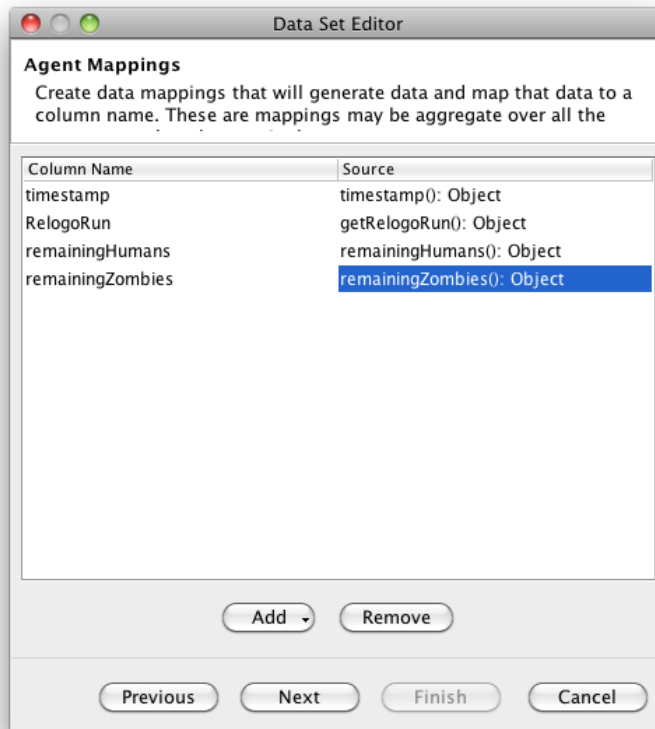 Data Set Editor
Agent Mappings
Create data mappings that will generate data and map that data to a
column name. These are mappings may be aggregate over all the
Column Name Source
timestamp timestamp(): Object
RelogoRun getRelogoRun(): Object
remainingHumans remainingHumans(): Object
remainingZombies remainingZombies(): Object
Add Remove
Previous Next Finish Cancel